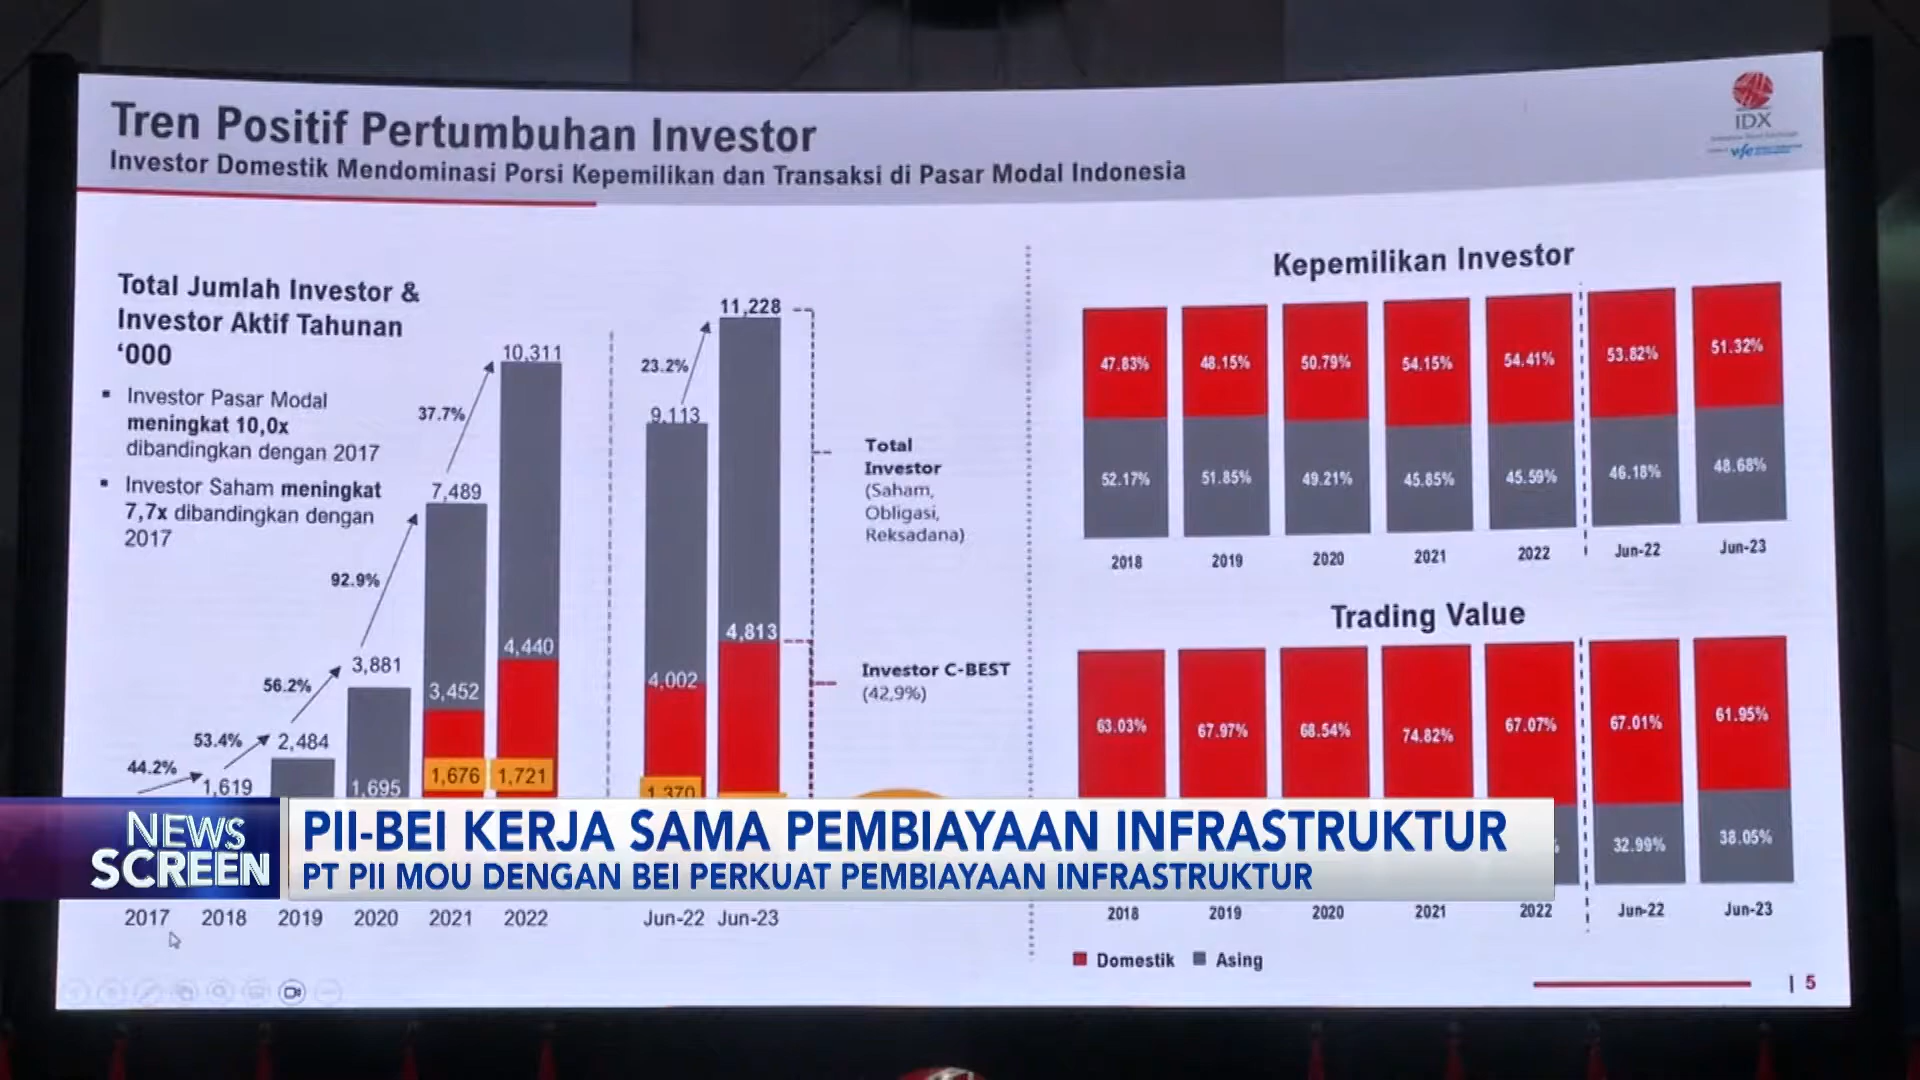 Tren Positif Pertumbuhan Investor
Investor Domestik Mendominasi Porsi Kepemilikan dan Transaksi di Pasar Modal Indonesia
IDX
Total Jumlah Investor &
Investor Aktif Tahunan
‘000
▪ Investor Pasar Modal
meningkat 10,0x
dibandingkan dengan 2017
▪ Investor Saham meningkat
7,7x dibandingkan dengan
2017
44.2%
53.4%
56.2%
92.9%
37.7%
23.2%
1,619
2,484
3,881
7,489
10,311
9,113
11,228
1,695
3,452
4,440
4,002
4,813
1,676
1,721
1,370
2017 2018 2019 2020 2021 2022 Jun-22 Jun-23
Total
Investor
(Saham,
Obligasi,
Reksadana)
Investor C-BEST
(42,9%)
Kepemilikan Investor
47.83% 48.15% 50.79% 54.15% 54.41% 53.82% 51.32%
52.17% 51.85% 49.21% 45.85% 45.59% 46.18% 48.68%
2018 2019 2020 2021 2022 Jun-22 Jun-23
Trading Value
63.03% 67.97% 68.54% 74.82% 67.07% 67.01% 61.95%
32.99% 38.05%
2018 2019 2020 2021 2022 Jun-22 Jun-23
Domestik Asing
| 5
NEWS
SCREEN
PII-BEI KERJA SAMA PEMBIAYAAN INFRASTRUKTUR
PT PII MOU DENGAN BEI PERKUAT PEMBIAYAAN INFRASTRUKTUR